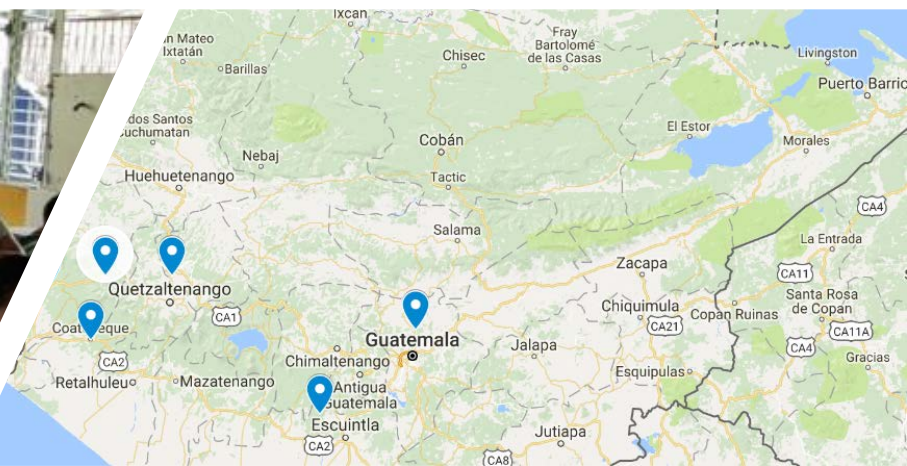 Ixcan
n Mateo
Ixtatán
Barillas
Chisec
Fray
Bartolomé
de las Casas
Livingston
Puerto Barrio
dos Santos
uchumatan
Nebaj
Huehuetenango
Cobán
Tactic
El Estor
Morales
Salama
CA4
La Entrada
Zacapa
CA11
Quetzaltenango
CA1
Chiquimula
CA21
Copan Ruinas
Santa Rosa
de Copan
CA11A
Coat eque
CA2
Guatemala
Jalapa
CA4
Gracias
Chimaltenango
Esquipulas
Retalhuleu
Mazatenango
Antigua
Guatemala
Escuintla
CA2
Jutiapa
CA8